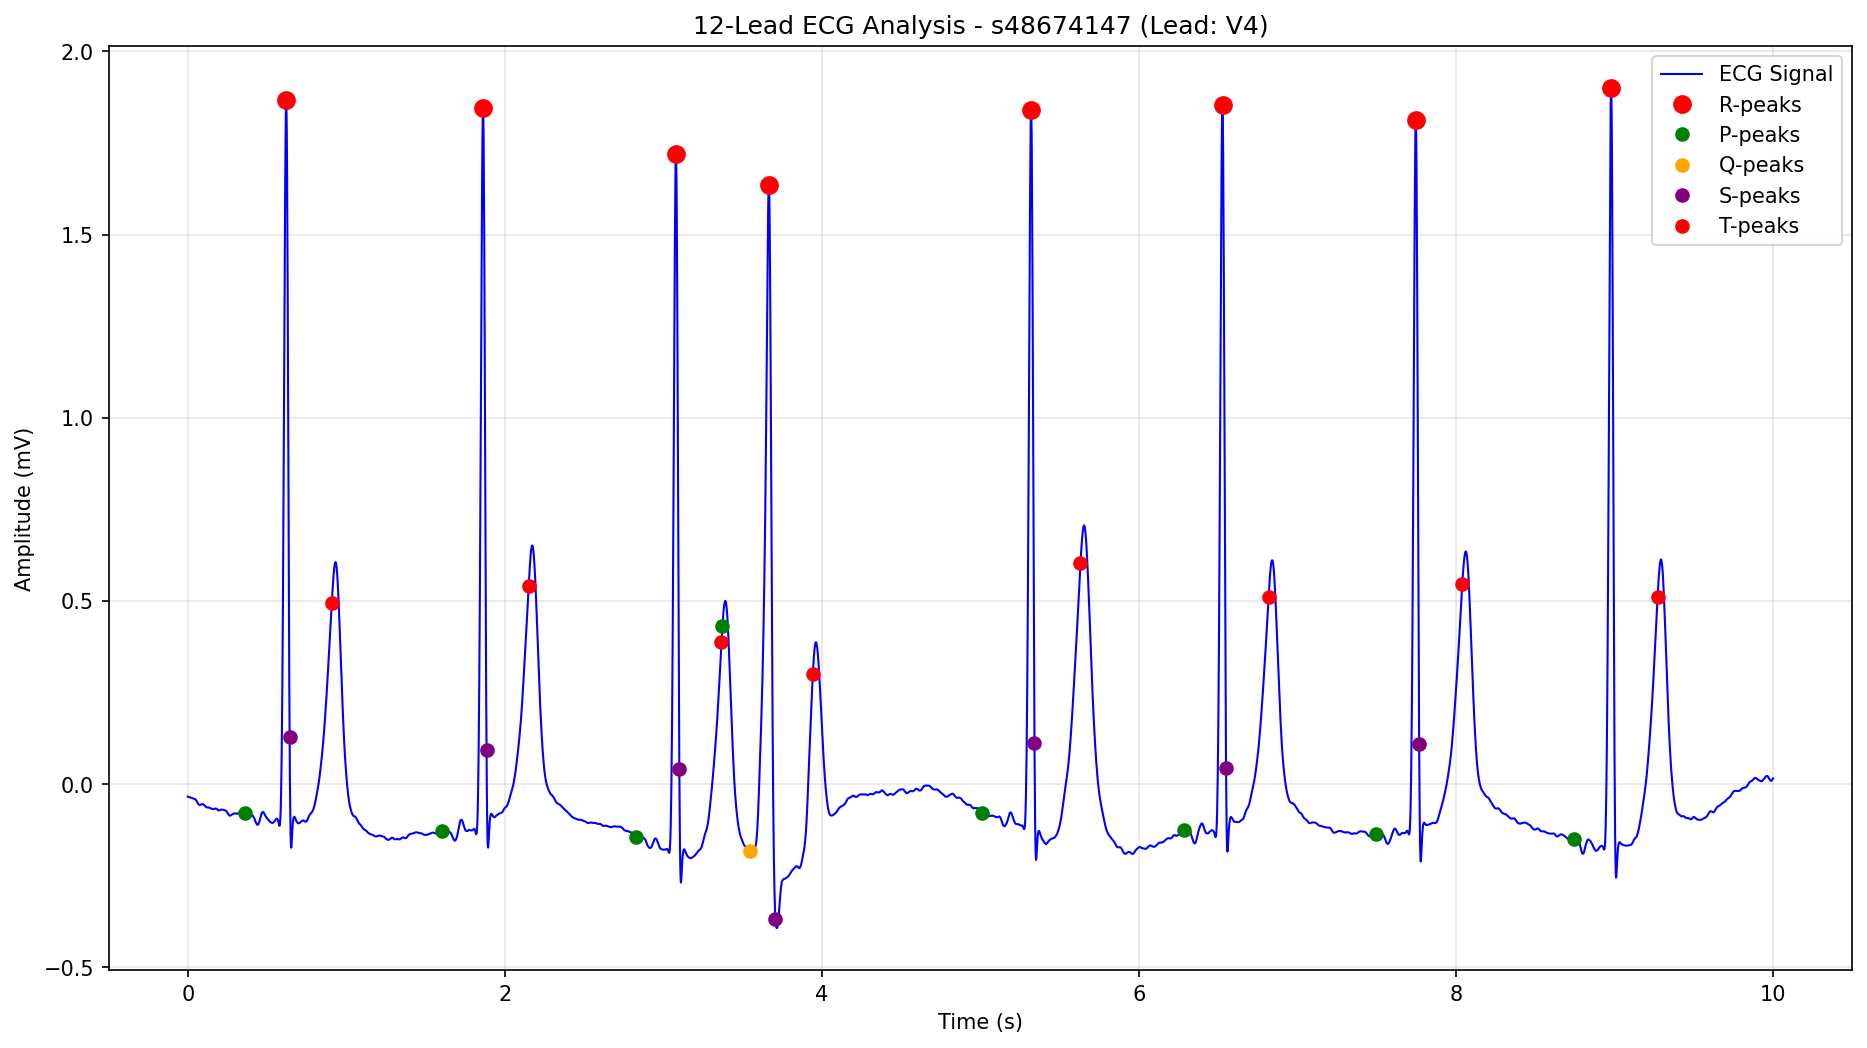 12-Lead ECG Analysis - s48674147 (Lead: V4)
ECG Signal
R-peaks
P-peaks
Q-peaks
S-peaks
T-peaks
Amplitude (mV)
2.0
1.5
1.0
0.5
0.0
−0.5
0 2 4 6 8 10
Time (s)